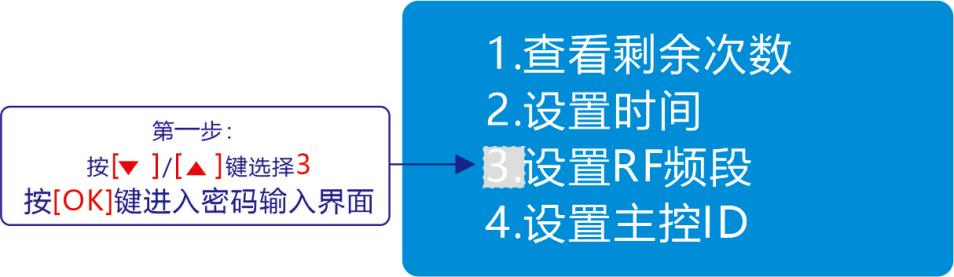 第一步：
按[▼ ]/[▲ ]键选择3
按[OK]键进入密码输入界面
1.查看剩余次数
2.设置时间
3.设置RF频段
4.设置主控ID